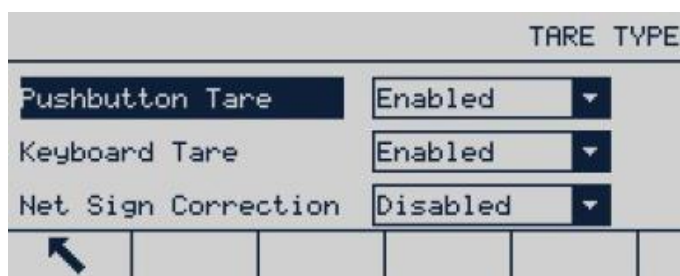 TARE TYPE
Pushbutton Tare Enabled
Keyboard Tare Enabled
Net Sign Correction Disabled